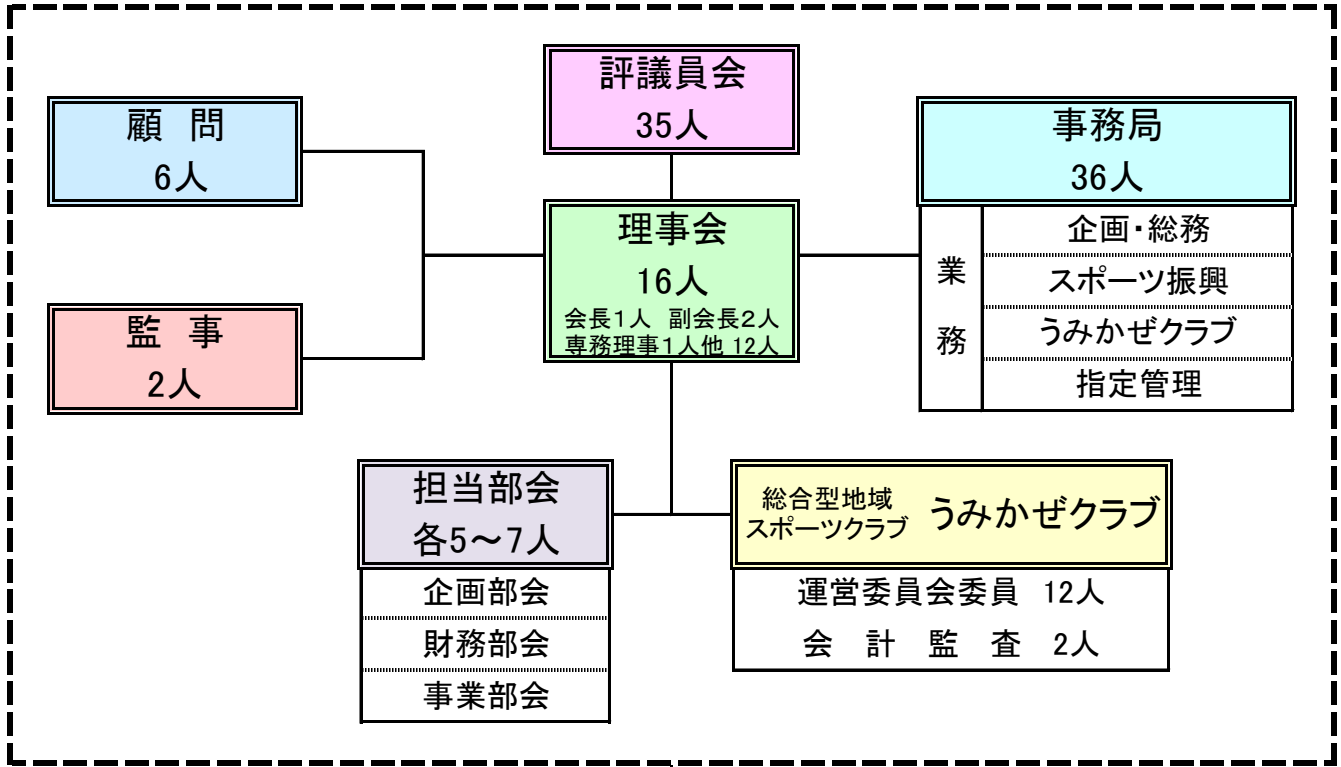 評議員会
35人
顧 問
6人
事務局
36人
理事会
16人
会長1人 副会長2人
専務理事1人他 12人
業務
企画・総務
スポーツ振興
うみかぜクラブ
指定管理
監 事
2人
担当部会
各5～7人
企画部会
財務部会
事業部会
総合型地域
スポーツクラブ
うみかぜクラブ
運営委員会委員 12人
会 計 監 査 2人